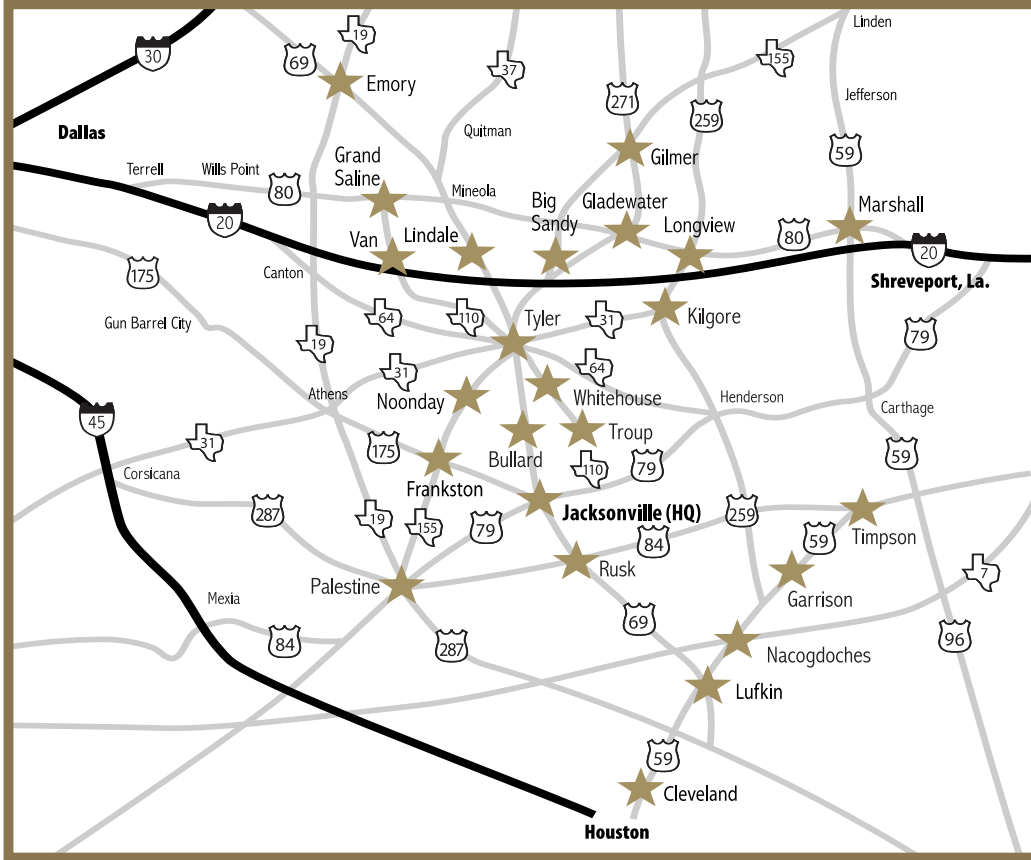 19
Linden
30
69
155
37
Emory
271
Jefferson
259
Dallas
Quitman
Grand
Saline
Gilmer
59
Terrell
Wills Point
80
Mineola
Big
Sandy
Gladewater
Longview
Marshall
20
Van
Lindale
80
20
175
Canton
Shreveport, La.
64
110
Tyler
31
Kilgore
Gun Barrel City
19
79
31
64
Athens
Noonday
Whitehouse
Henderson
Carthage
45
31
175
Bullard
Troup
59
Corsicana
Frankston
110
79
287
19
155
79
Jacksonville (HQ)
259
84
59
Timpson
Palestine
Rusk
7
Garrison
Mexia
84
287
69
96
Nacogdoches
Lufkin
59
Cleveland
Houston